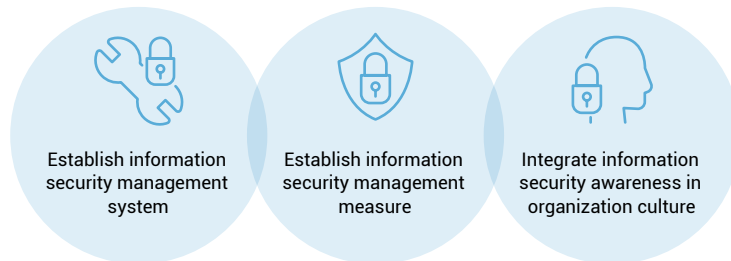 Establish information
security management
system
Establish information
security management
measure
Integrate information
security awareness in
organization culture